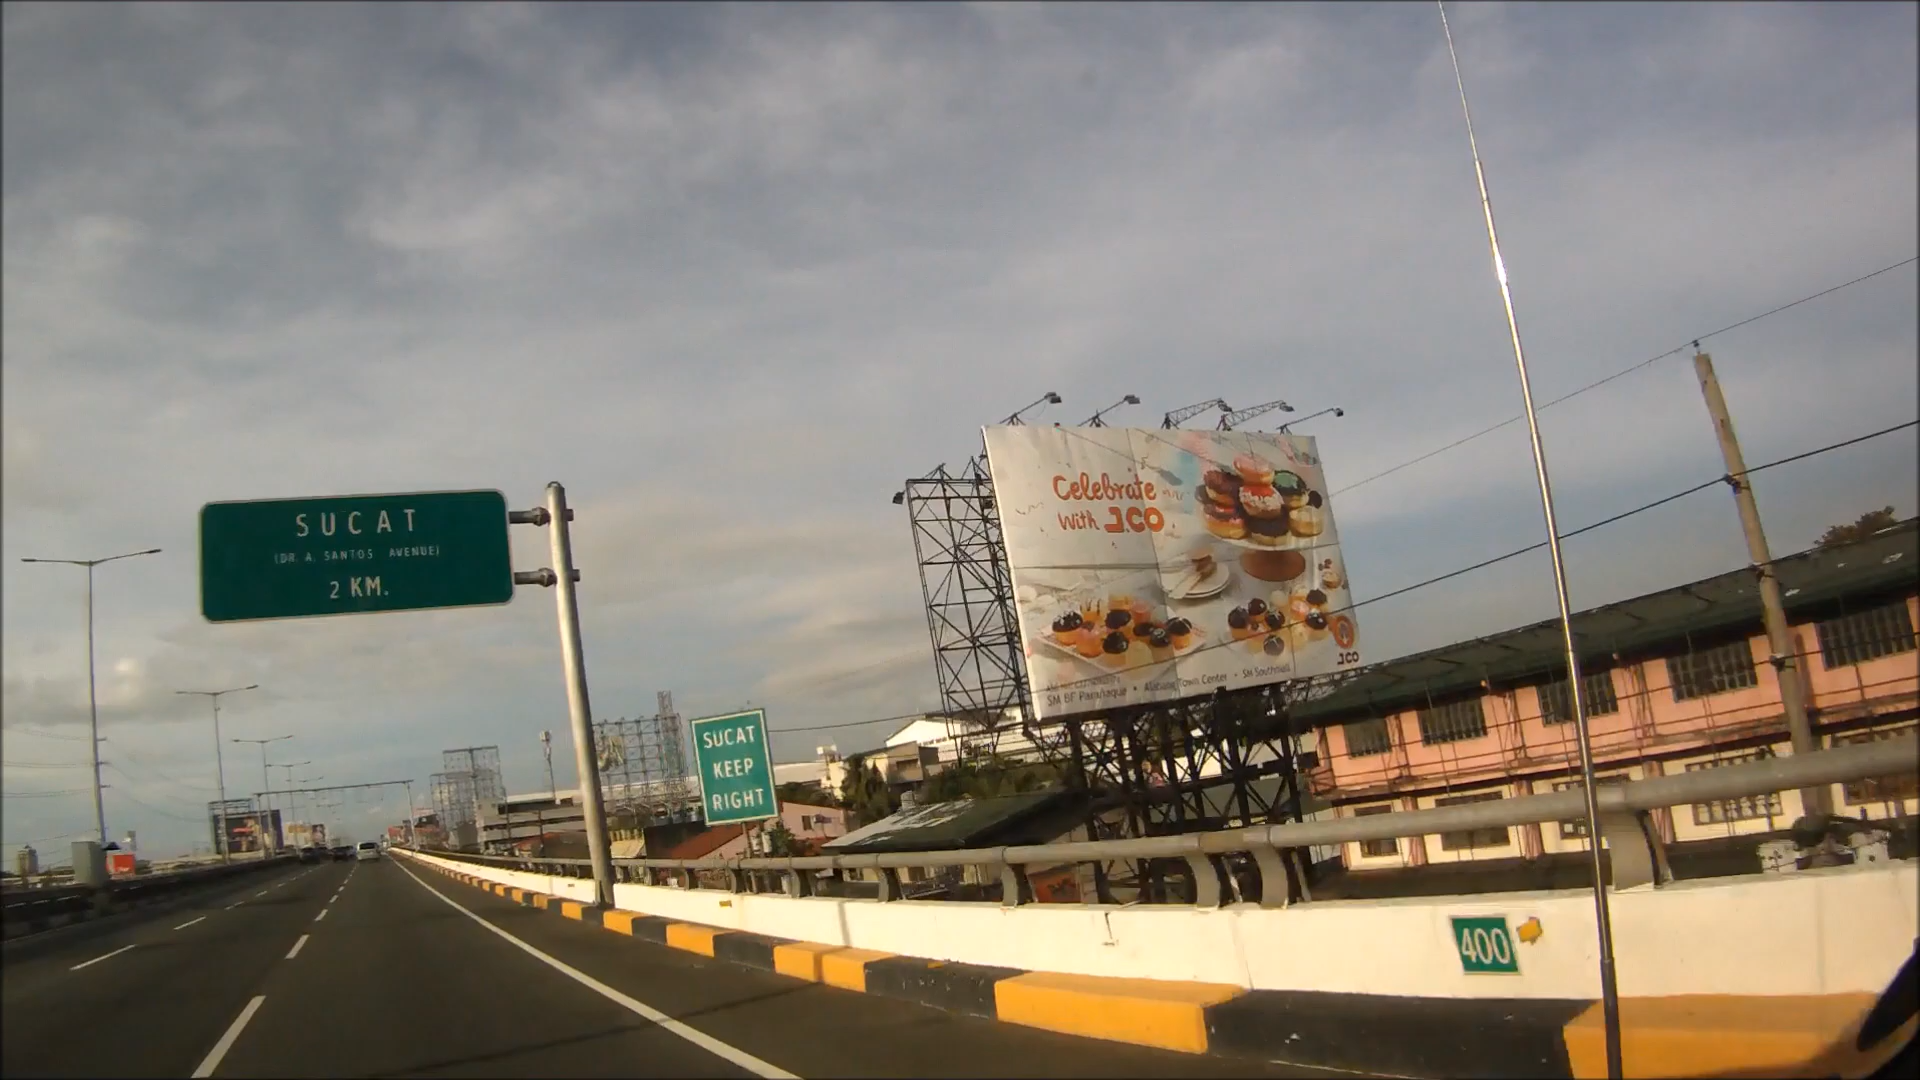 SUCAT
(DR. A. SANTOS AVENUE)
2 KM.
SUCAT
KEEP
RIGHT
Celebrate
With J.CO
SM BF Parañaque • Alabang Town Center • SM Southmall
J.CO
400